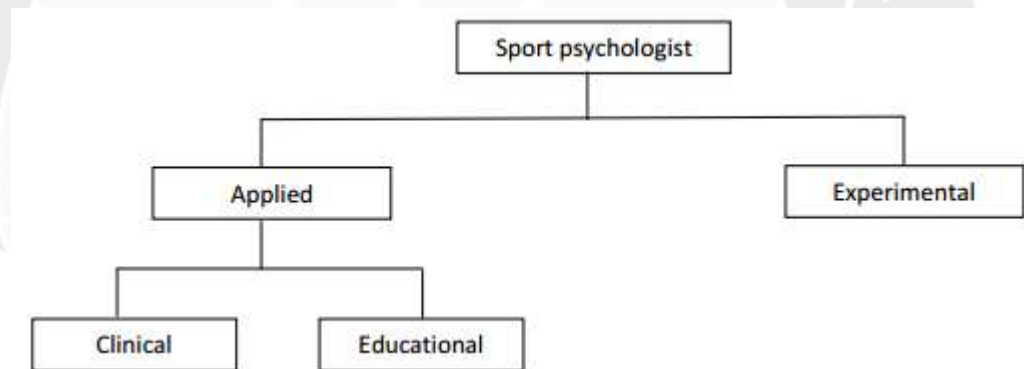 Sport psychologist
Applied
Experimental
Clinical
Educational